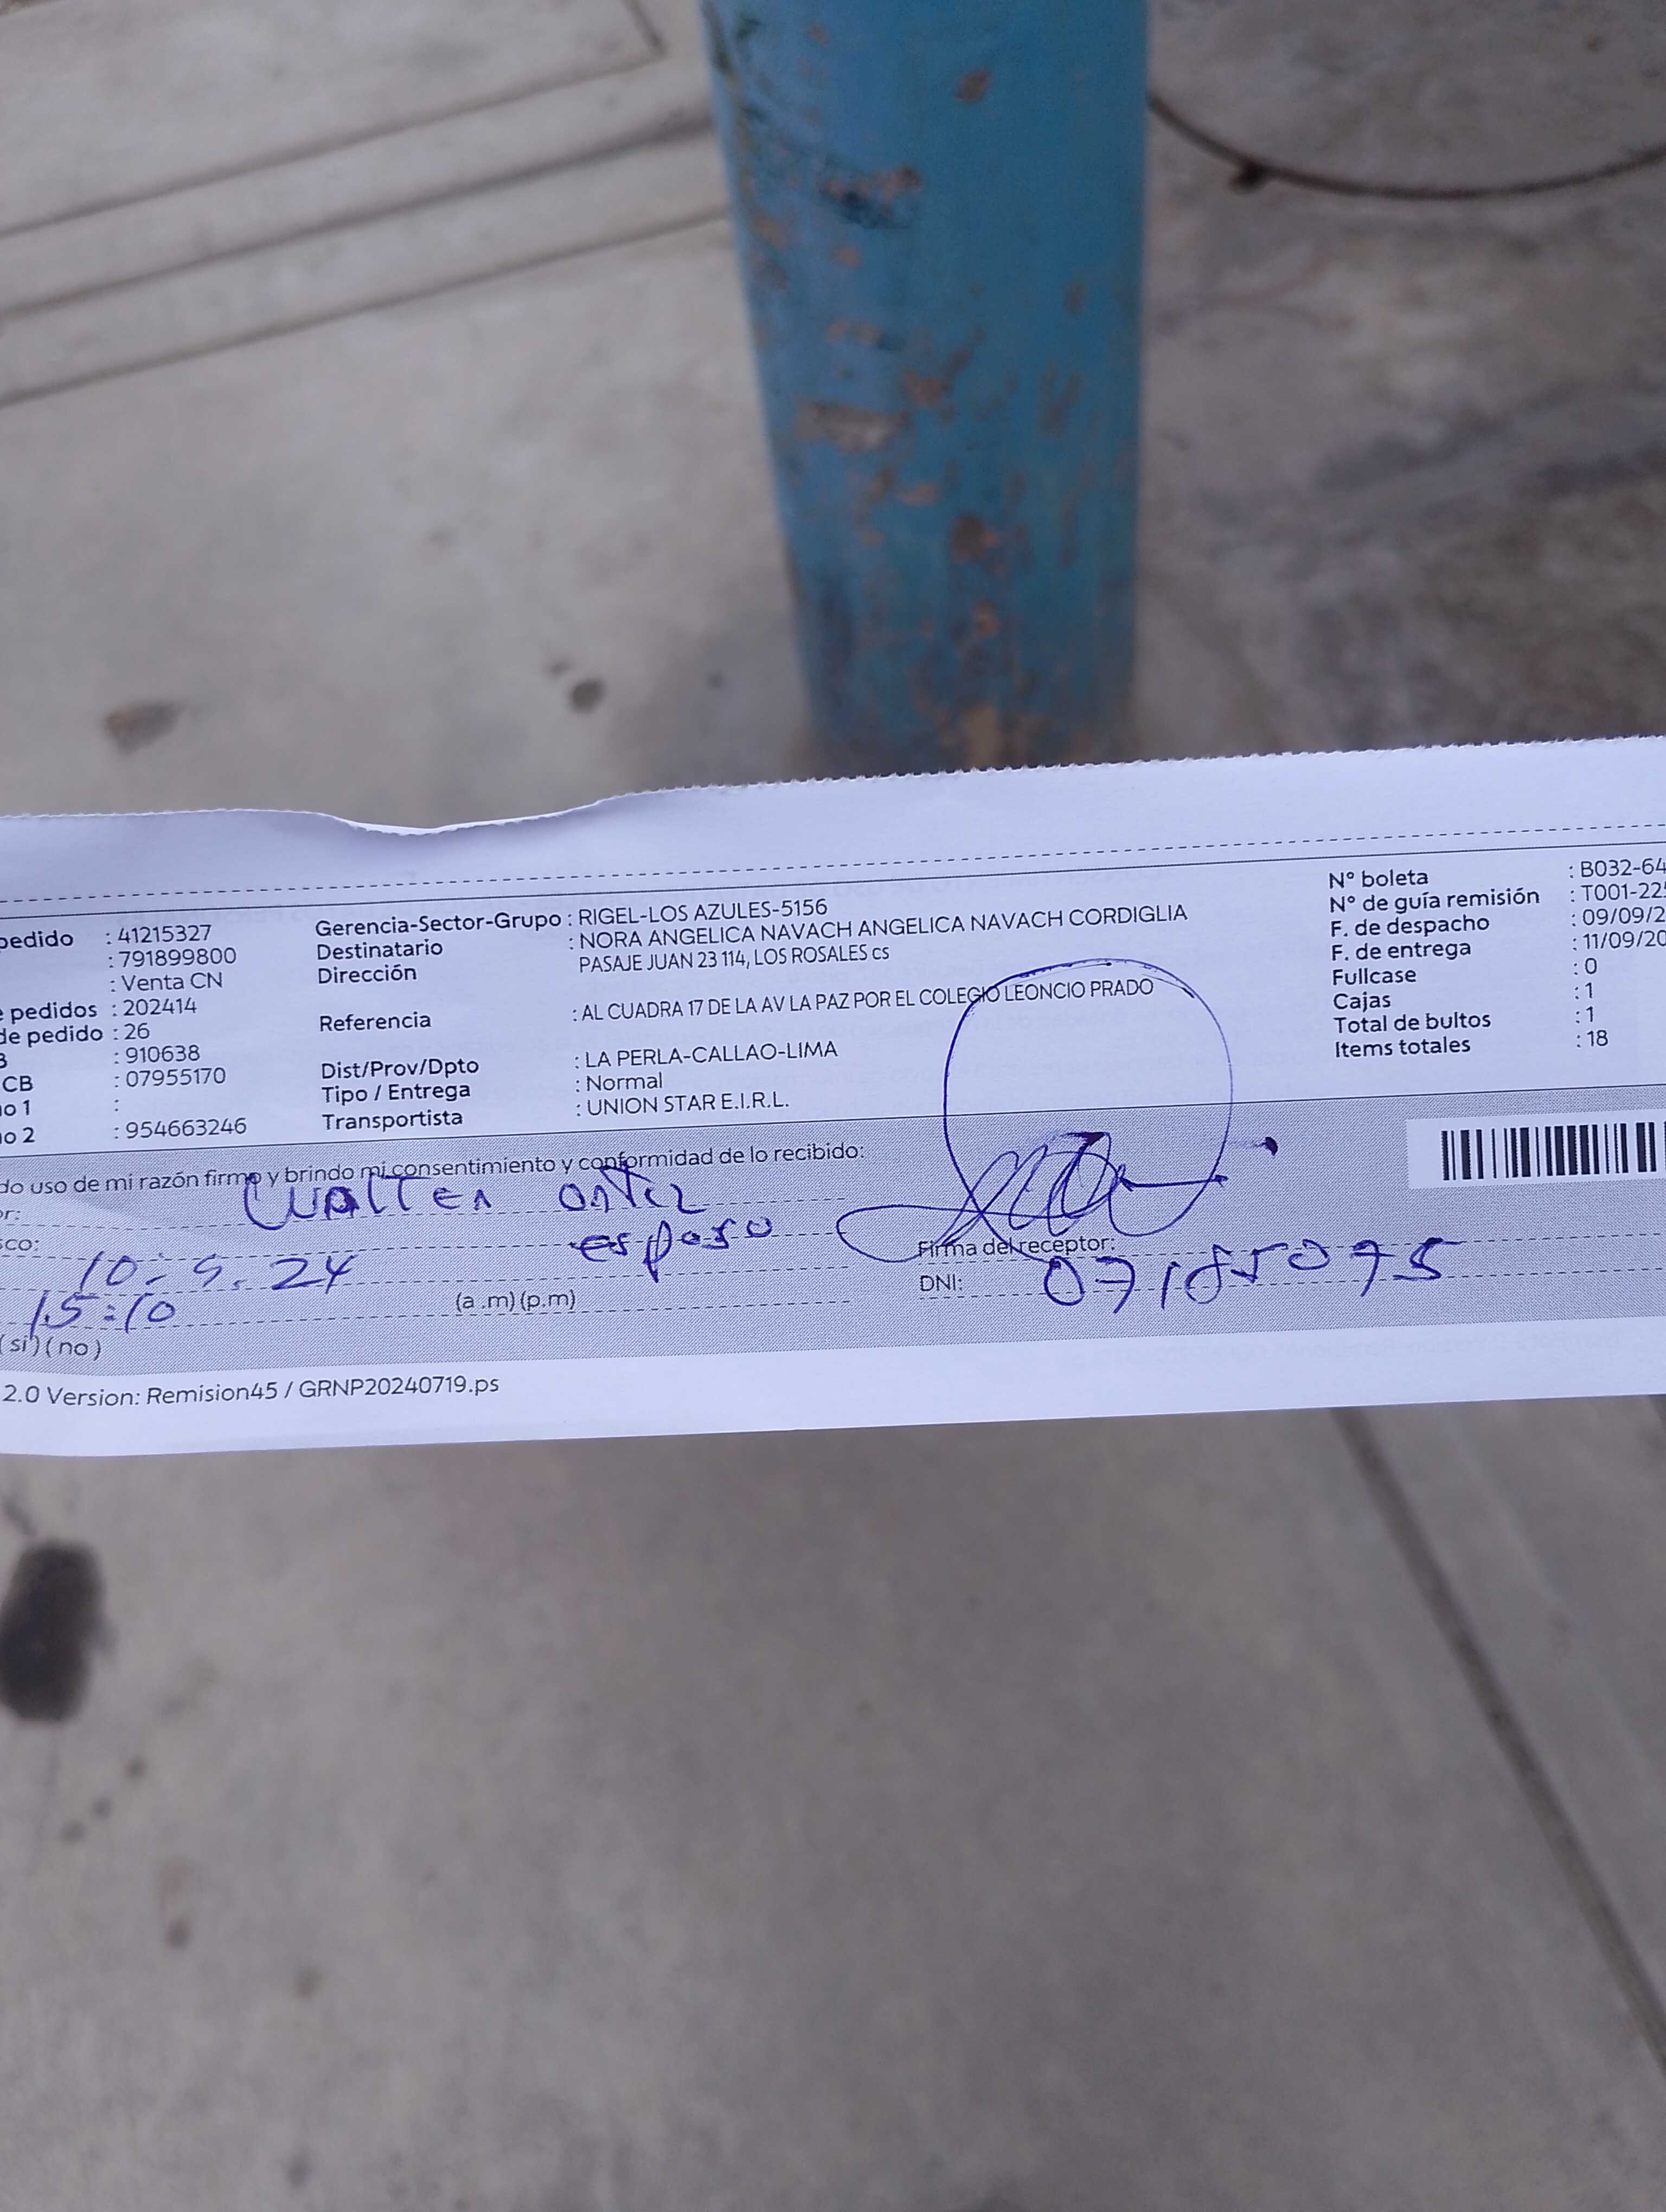 pedido : 41215327
: 791899800
: Venta CN
pedidos : 202414
de pedido : 26
: 910638
CB : 07955170
no 1 :
no 2 : 954663246
Gerencia-Sector-Grupo : RIGEL-LOS AZULES-5156
Destinatario : NORA ANGELICA NAVACH ANGELICA NAVACH CORDIGLIA
Dirección PASAJE JUAN 23 114, LOS ROSALES cs
Referencia : AL CUADRA 17 DE LA AV LA PAZ POR EL COLEGIO LEONCIO PRADO
Dist/Prov/Dpto : LA PERLA-CALLAO-LIMA
Tipo / Entrega : Normal
Transportista : UNION STAR E.I.R.L.
N° boleta : B032-64
N° de guía remisión : T001-22
F. de despacho : 09/09/2
F. de entrega : 11/09/20
Fullcase : 0
Cajas : 1
Total de bultos : 1
Items totales : 18
do uso de mi razón firmo y brindo mi consentimiento y conformidad de lo recibido:
or: Walter
sco: esposo
10-9.24
15:10 (a .m) (p.m)
(si) (no)
Firma del receptor:
DNI: 07185095
2.0 Version: Remision45 / GRNP20240719.ps